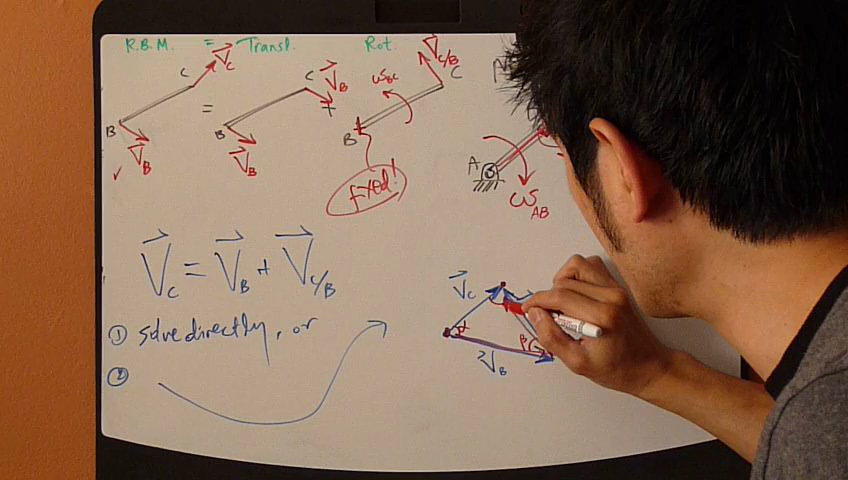 R.B.M. = Transl. Rot.
C V_C = C V_B + ω_BC V_C/B C
B V_B B V_B B
fixed!
A ω_AB
V_C = V_B + V_C/B
① solve directly, or
②
V_C
α β
V_B